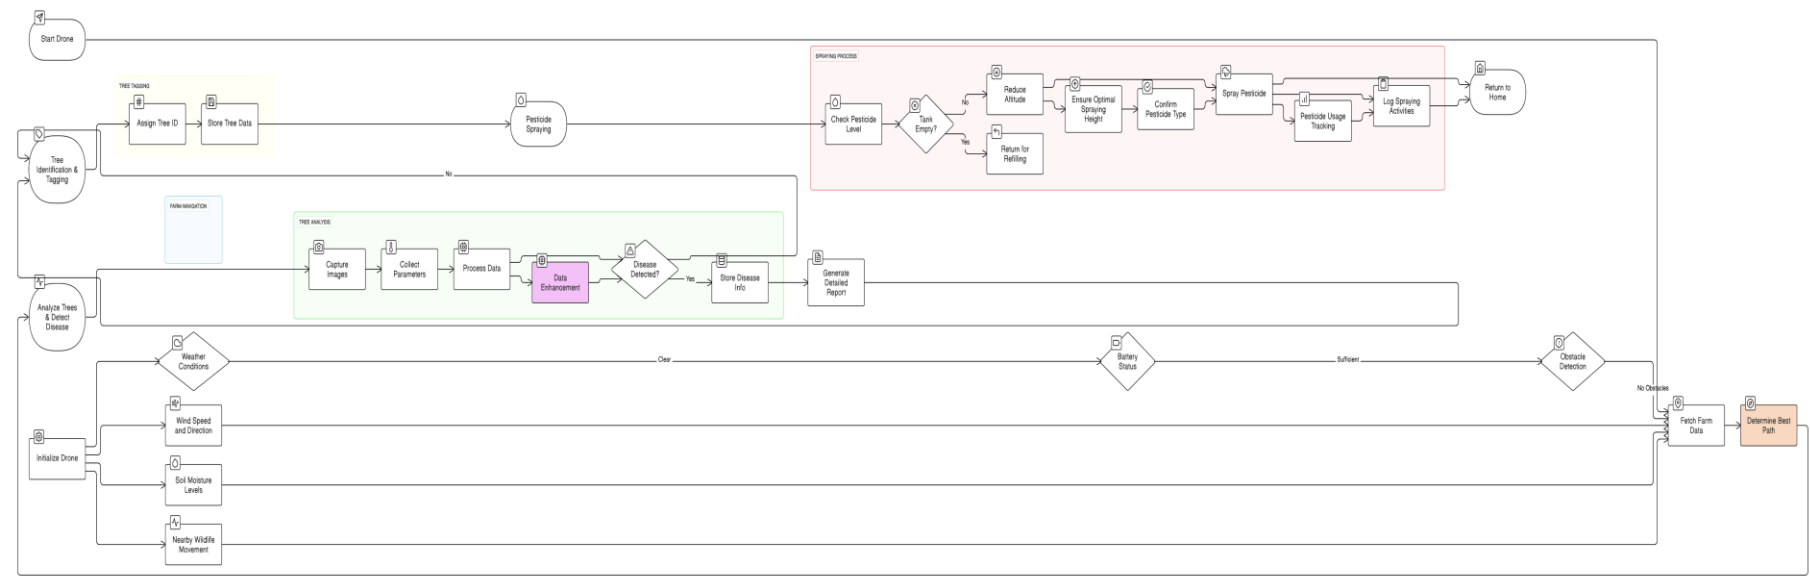 Start Drone
SPRAYING PROCESS
Return to
Home
Reduce
Altitude
Ensure Optimal
Spraying
Height
Confirm
Pesticide Type
Spray Pesticide
Pesticide Usage
Tracking
Log Spraying
Activities
TREE TAGGING
Assign Tree ID
Store Tree Data
Pesticide
Spraying
Check Pesticide
Level
Tank
Empty?
No
Yes
Return for
Refilling
Tree
Identification &
Tagging
No
FARM NAVIGATION
TREE ANALYSIS
Capture
Images
Collect
Parameters
Process Data
Data
Enhancement
Disease
Detected?
Yes
Store Disease
Info
Generate
Detailed
Report
Analyze Trees
& Detect
Disease
Weather
Conditions
Clear
Battery
Status
Sufficient
Obstacle
Detection
No Obstacles
Wind Speed
and Direction
Fetch Farm
Data
Determine Best
Path
Initialize Drone
Soil Moisture
Levels
Nearby Wildlife
Movement